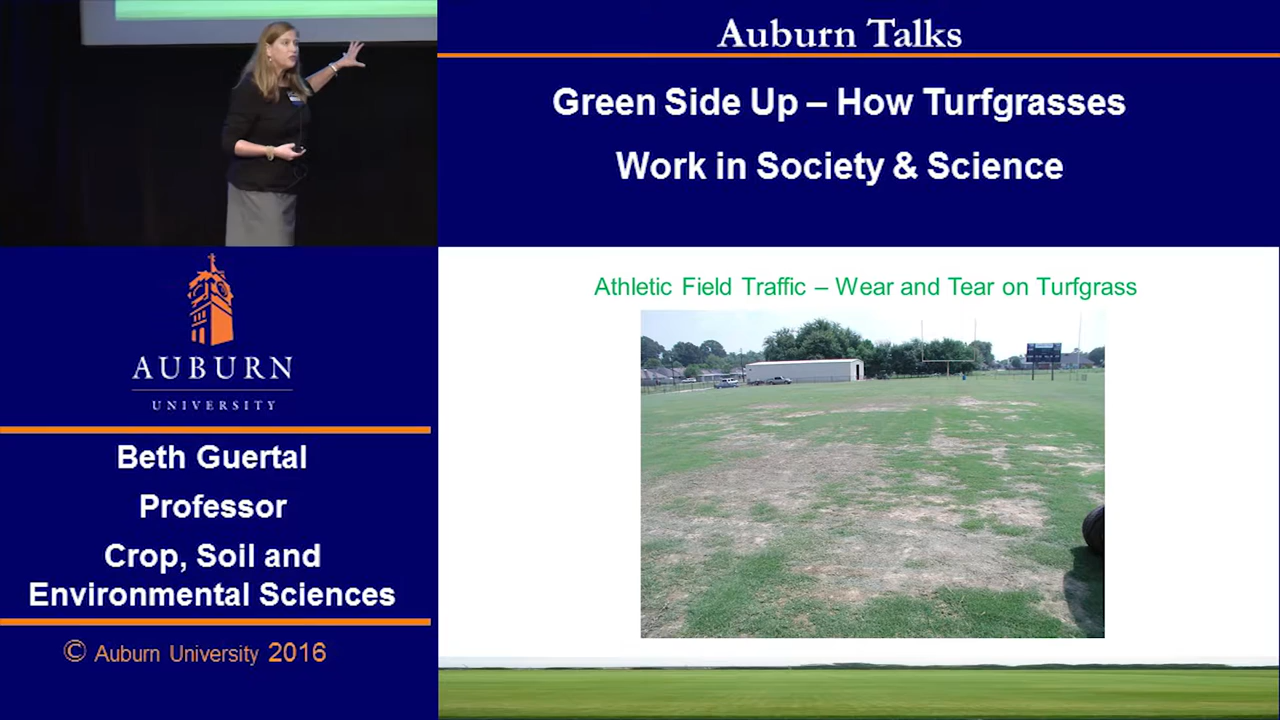 Auburn Talks
Green Side Up – How Turfgrasses
Work in Society & Science
AUBURN
UNIVERSITY
Beth Guertal
Professor
Crop, Soil and
Environmental Sciences
© Auburn University 2016
Athletic Field Traffic – Wear and Tear on Turfgrass